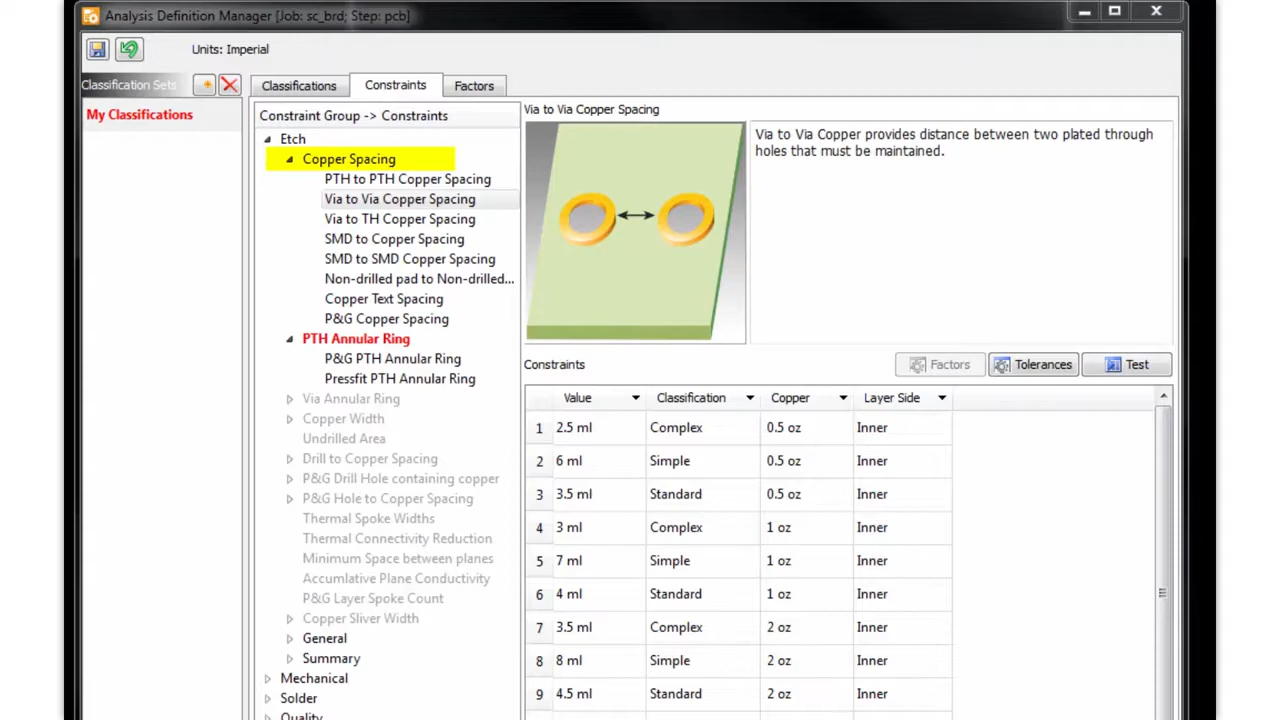 Analysis Definition Manager [Job: sc_brd; Step: pcb]
Units: Imperial
Classification Sets
Classifications
Constraints
Factors
My Classifications
Constraint Group -> Constraints
Etch
Copper Spacing
PTH to PTH Copper Spacing
Via to Via Copper Spacing
Via to TH Copper Spacing
SMD to Copper Spacing
SMD to SMD Copper Spacing
Non-drilled pad to Non-drilled...
Copper Text Spacing
P&G Copper Spacing
PTH Annular Ring
P&G PTH Annular Ring
Pressfit PTH Annular Ring
Via Annular Ring
Copper Width
Undrilled Area
Drill to Copper Spacing
P&G Drill Hole containing copper
P&G Hole to Copper Spacing
Thermal Spoke Widths
Thermal Connectivity Reduction
Minimum Space between planes
Accumlative Plane Conductivity
P&G Layer Spoke Count
Copper Sliver Width
General
Summary
Mechanical
Solder
Quality
Via to Via Copper Spacing
Via to Via Copper provides distance between two plated through
holes that must be maintained.
Constraints
Factors
Tolerances
Test
Value Classification Copper Layer Side
1 2.5 ml Complex 0.5 oz Inner
2 6 ml Simple 0.5 oz Inner
3 3.5 ml Standard 0.5 oz Inner
4 3 ml Complex 1 oz Inner
5 7 ml Simple 1 oz Inner
6 4 ml Standard 1 oz Inner
7 3.5 ml Complex 2 oz Inner
8 8 ml Simple 2 oz Inner
9 4.5 ml Standard 2 oz Inner